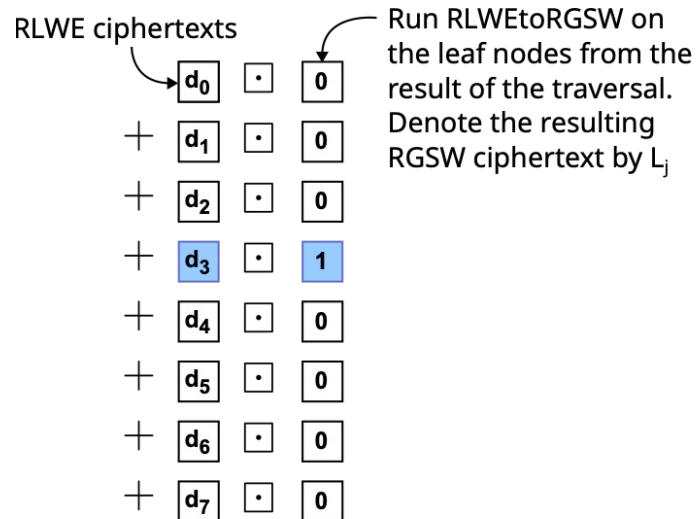 RLWE ciphertexts
Run RLWEtoRGSW on
the leaf nodes from the
result of the traversal.
Denote the resulting
RGSW ciphertext by Lj
d0 · 0
+ d1 · 0
+ d2 · 0
+ d3 · 1
+ d4 · 0
+ d5 · 0
+ d6 · 0
+ d7 · 0